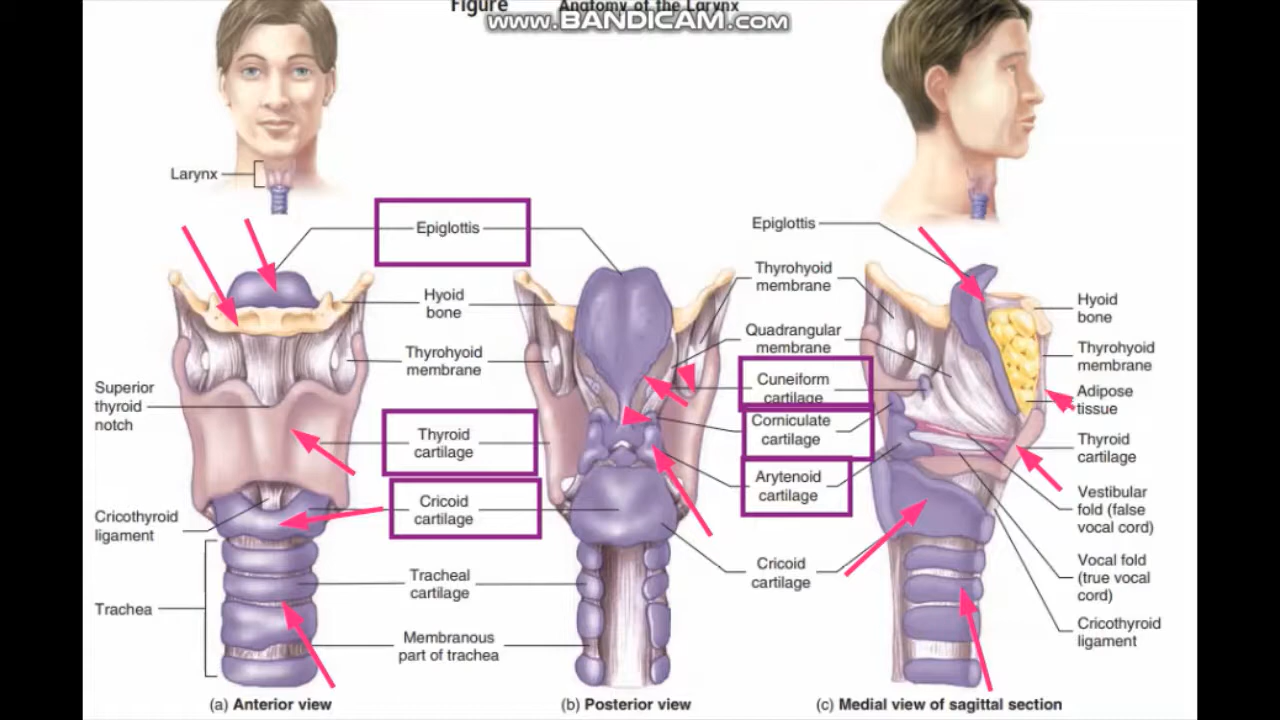 Figure
Anatomy of the Larynx
www.BANDICAM.com
Larynx
Epiglottis
Hyoid
bone
Thyrohyoid
membrane
Superior
thyroid
notch
Thyroid
cartilage
Cricoid
cartilage
Cricothyroid
ligament
Tracheal
cartilage
Trachea
Membranous
part of trachea
(a) Anterior view
(b) Posterior view
Epiglottis
Thyrohyoid
membrane
Quadrangular
membrane
Cuneiform
cartilage
Corniculate
cartilage
Arytenoid
cartilage
Cricoid
cartilage
Hyoid
bone
Thyrohyoid
membrane
Adipose
tissue
Thyroid
cartilage
Vestibular
fold (false
vocal cord)
Vocal fold
(true vocal
cord)
Cricothyroid
ligament
(c) Medial view of sagittal section